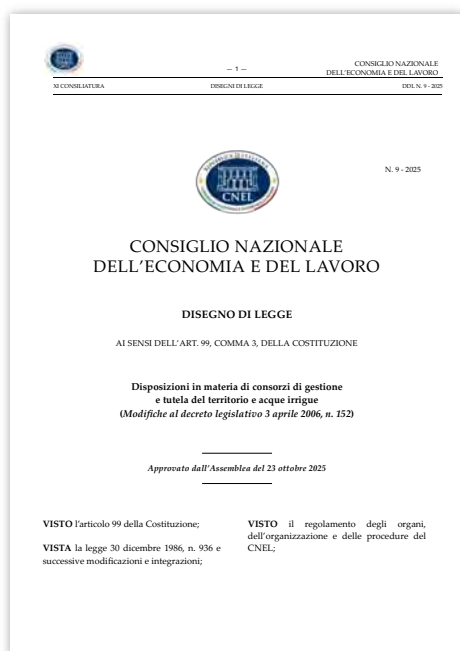 — 1 —
CONSIGLIO NAZIONALE
DELL'ECONOMIA E DEL LAVORO
XI CONSILIATURA DISEGNI DI LEGGE DDL N. 9 - 2025
N. 9 - 2025
CNEL
CONSIGLIO NAZIONALE
DELL'ECONOMIA E DEL LAVORO
DISEGNO DI LEGGE
AI SENSI DELL'ART. 99, COMMA 3, DELLA COSTITUZIONE
Disposizioni in materia di consorzi di gestione
e tutela del territorio e acque irrigue
(Modifiche al decreto legislativo 3 aprile 2006, n. 152)
Approvato dall'Assemblea del 23 ottobre 2025
VISTO l'articolo 99 della Costituzione;
VISTA la legge 30 dicembre 1986, n. 936 e
successive modificazioni e integrazioni;
VISTO il regolamento degli organi,
dell'organizzazione e delle procedure del
CNEL;